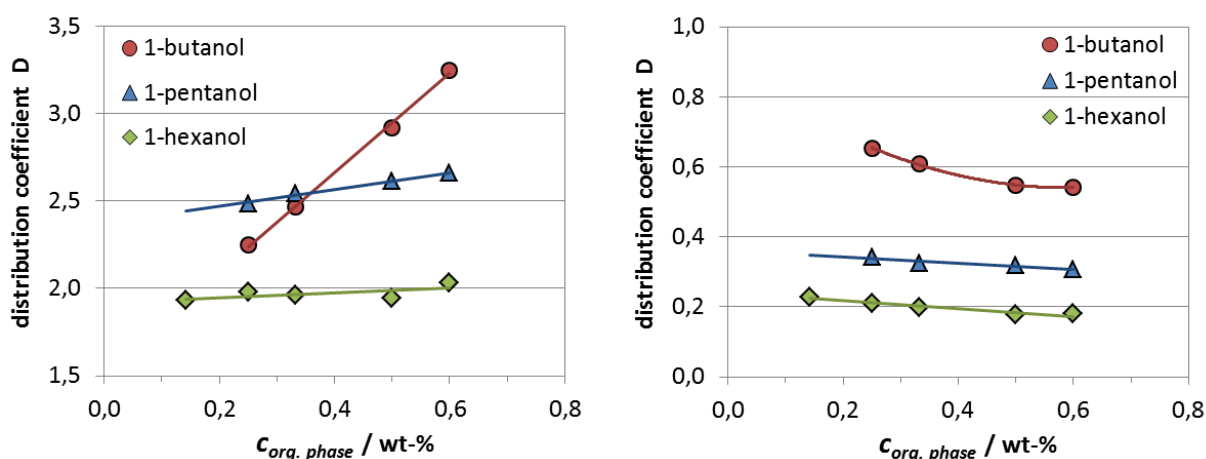 distribution coefficient D
3,5
3,0
2,5
2,0
1,5
1-butanol
1-pentanol
1-hexanol
0,0 0,2 0,4 0,6 0,8
c org. phase / wt-%
distribution coefficient D
1,0
0,8
0,6
0,4
0,2
0,0
1-butanol
1-pentanol
1-hexanol
0,0 0,2 0,4 0,6 0,8
c org. phase / wt-%